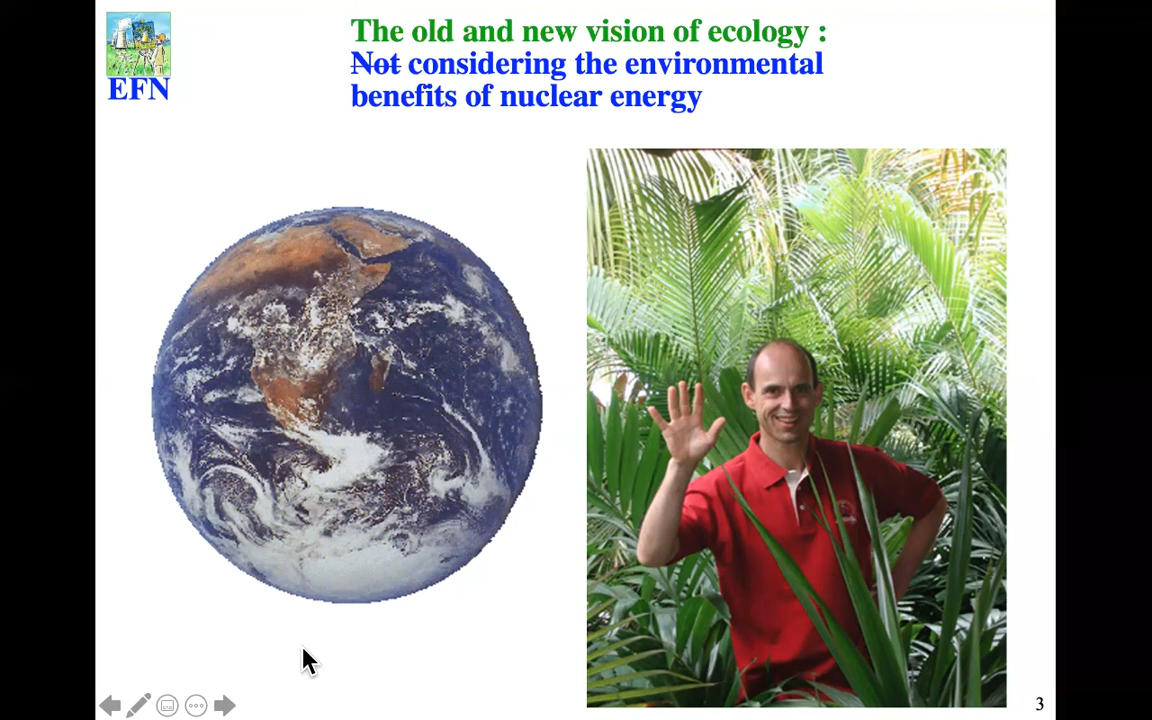 The old and new vision of ecology :
Not considering the environmental
benefits of nuclear energy
EFN
3